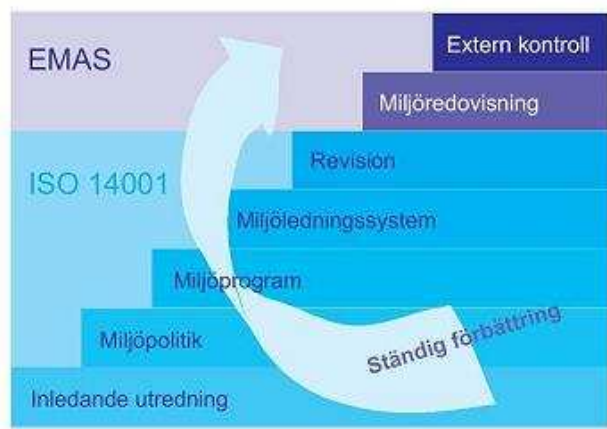 Extern kontroll
EMAS
Miljöredovisning
Revision
ISO 14001
Miljöledningssystem
Miljöprogram
Ständig förbättring
Miljöpolitik
Inledande utredning